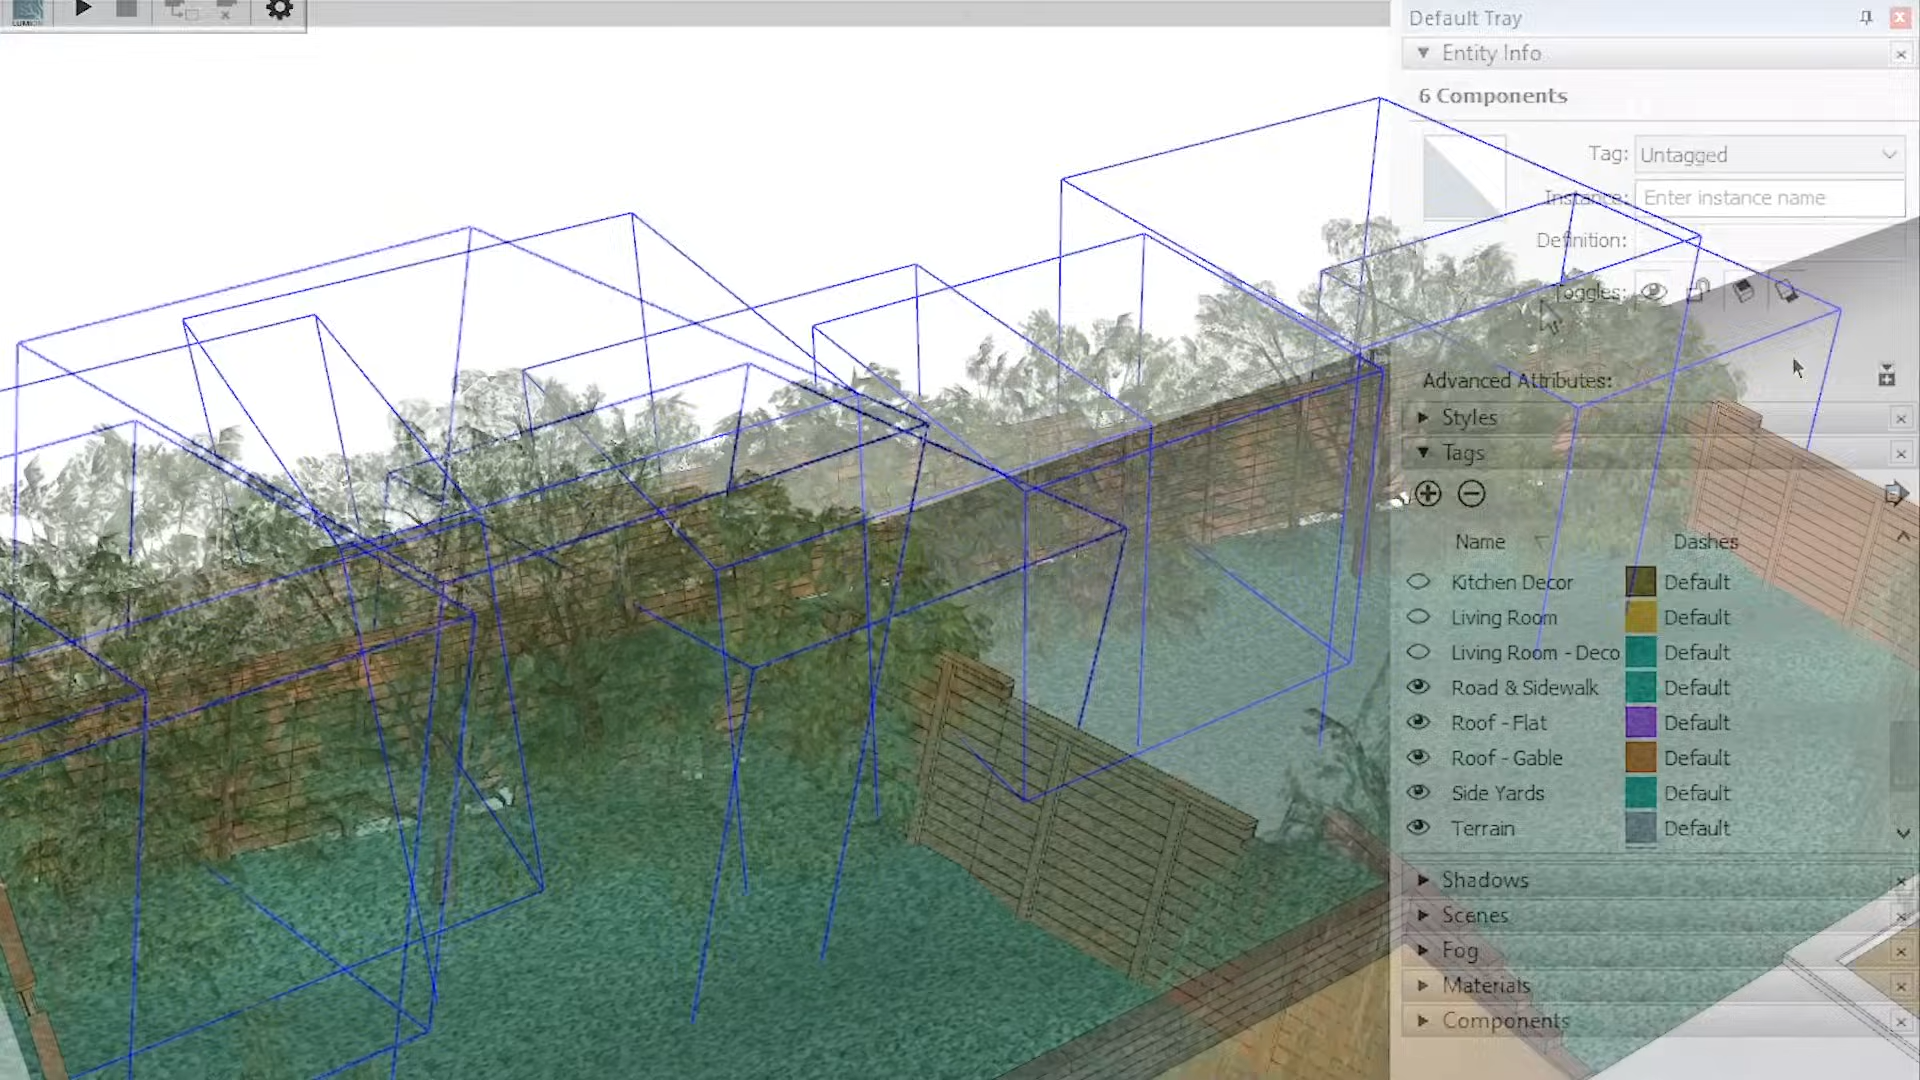 LUMION
Default Tray
Entity Info
6 Components
Tag: Untagged
Instance: Enter instance name
Definition:
Toggles:
Advanced Attributes:
Styles
Tags
Name Dashes
Kitchen Decor Default
Living Room Default
Living Room - Deco Default
Road & Sidewalk Default
Roof - Flat Default
Roof - Gable Default
Side Yards Default
Terrain Default
Shadows
Scenes
Fog
Materials
Components